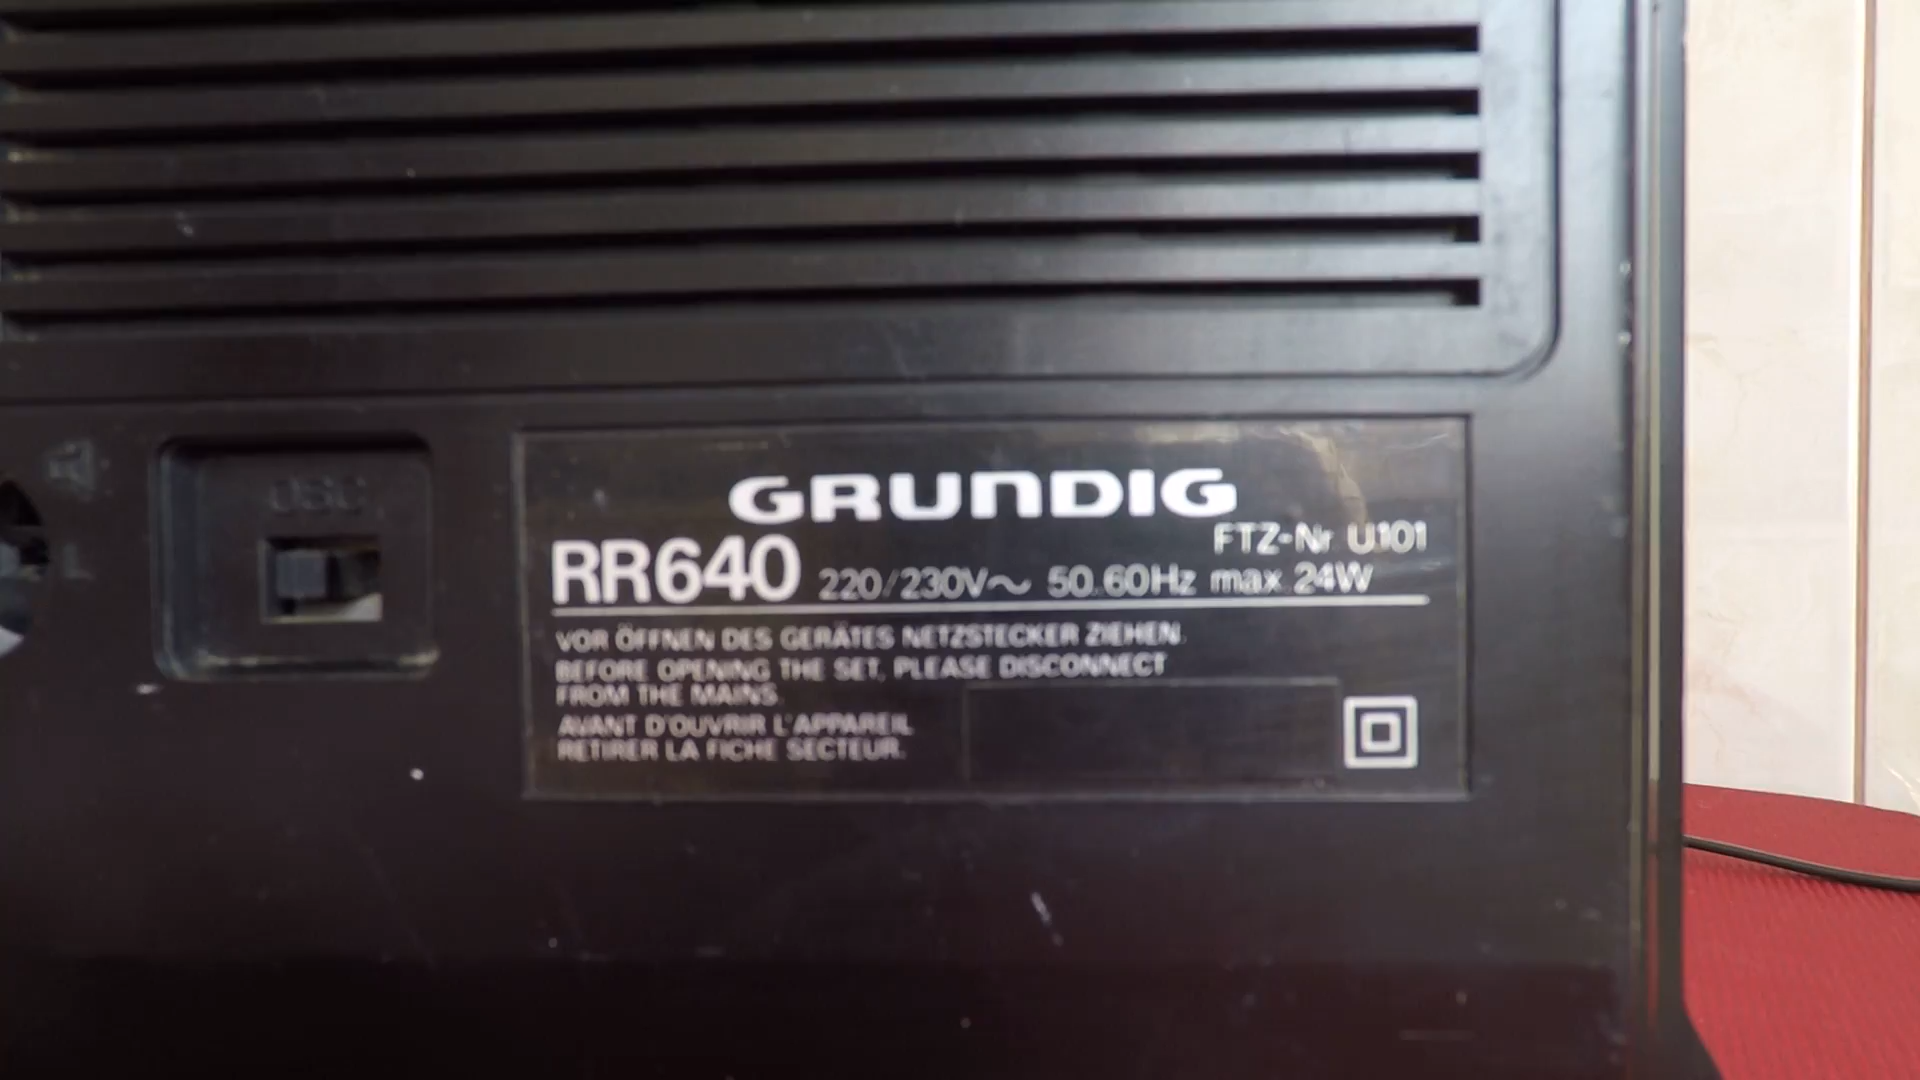 OSC
L
GRUNDIG
FTZ-Nr. U101
RR640 220/230V~ 50.60Hz max.24W
VOR ÖFFNEN DES GERÄTES NETZSTECKER ZIEHEN.
BEFORE OPENING THE SET, PLEASE DISCONNECT
FROM THE MAINS.
AVANT D'OUVRIR L'APPAREIL
RETIRER LA FICHE SECTEUR.